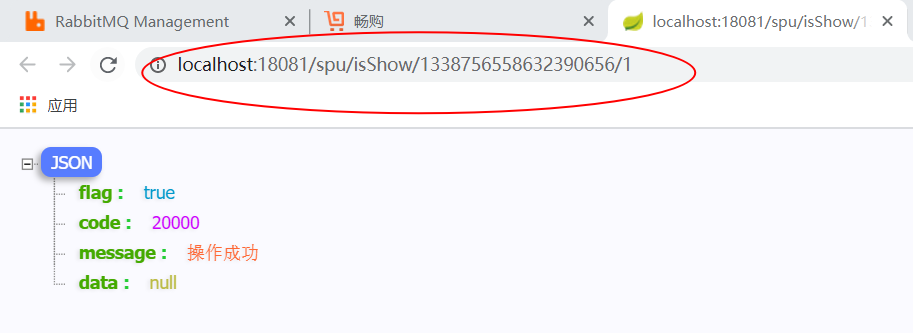 RabbitMQ Management
畅购
localhost:18081/spu/isShow/1
localhost:18081/spu/isShow/1338756558632390656/1
应用
JSON
flag : true
code : 20000
message : 操作成功
data : null